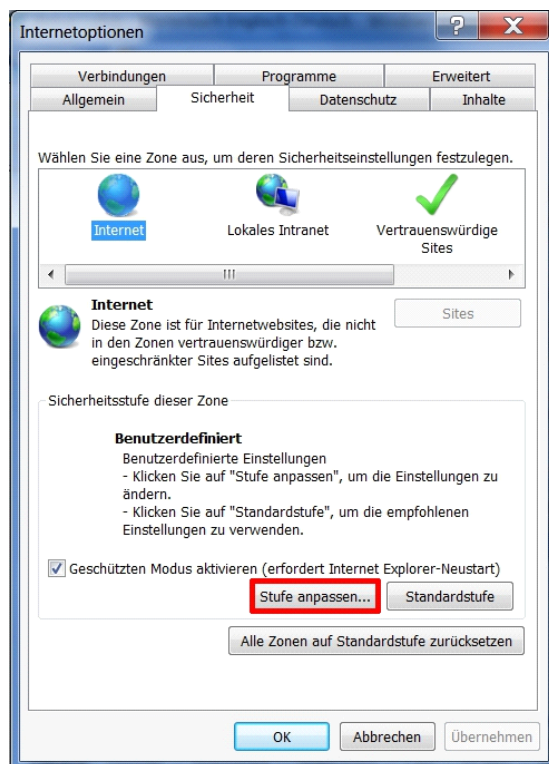 Internetoptionen
?
X
Verbindungen
Programme
Erweitert
Allgemein
Sicherheit
Datenschutz
Inhalte
Wählen Sie eine Zone aus, um deren Sicherheitseinstellungen festzulegen.
Internet
Lokales Intranet
Vertrauenswürdige
Sites
Internet
Diese Zone ist für Internetwebsites, die nicht
in den Zonen vertrauenswürdiger bzw.
eingeschränkter Sites aufgelistet sind.
Sites
Sicherheitsstufe dieser Zone
Benutzerdefiniert
Benutzerdefinierte Einstellungen
- Klicken Sie auf "Stufe anpassen", um die Einstellungen zu
ändern.
- Klicken Sie auf "Standardstufe", um die empfohlenen
Einstellungen zu verwenden.
Geschützten Modus aktivieren (erfordert Internet Explorer-Neustart)
Stufe anpassen...
Standardstufe
Alle Zonen auf Standardstufe zurücksetzen
OK
Abbrechen
Übernehmen